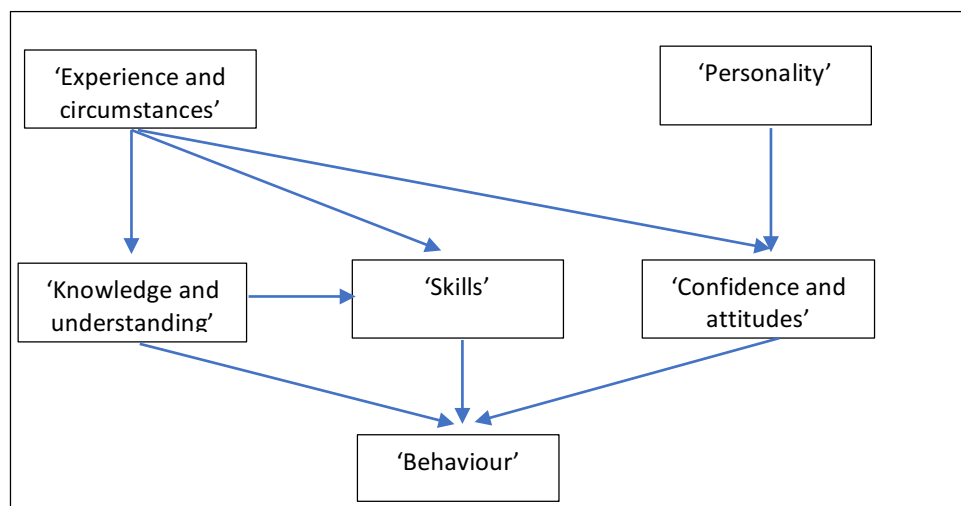 ‘Experience and
circumstances’
‘Personality’
‘Knowledge and
understanding’
‘Skills’
‘Confidence and
attitudes’
‘Behaviour’